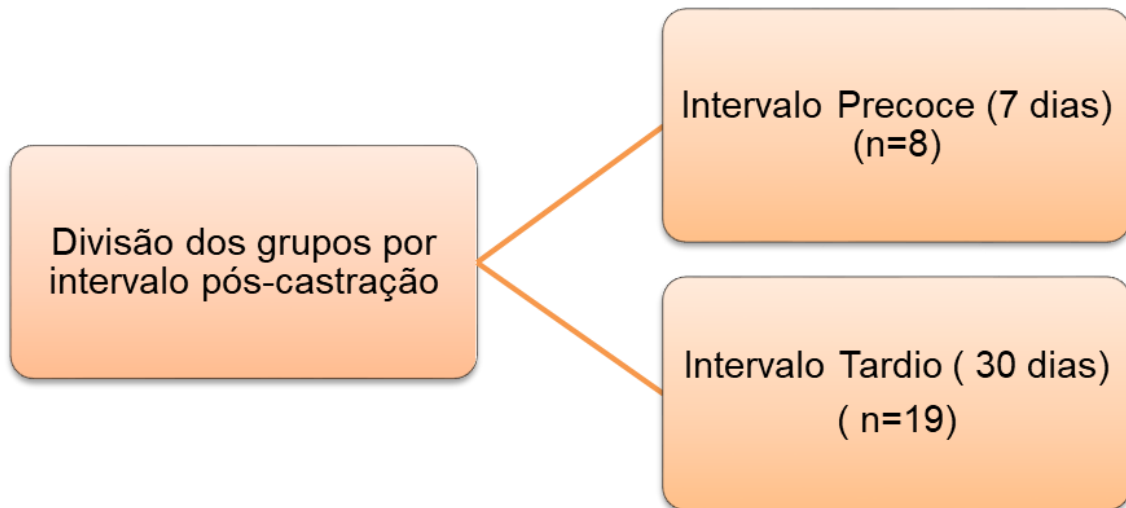 Divisão dos grupos por
intervalo pós-castração
Intervalo Precoce (7 dias)
(n=8)
Intervalo Tardio ( 30 dias)
( n=19)